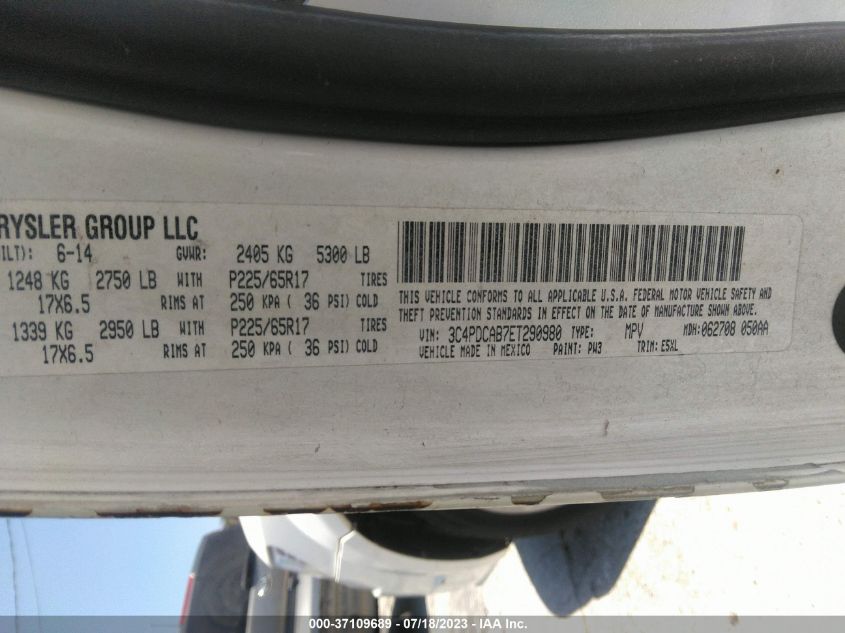 RYSLER GROUP LLC
ILT): 6-14 GVWR: 2405 KG 5300 LB
1248 KG 2750 LB WITH P225/65R17 TIRES
17X6.5 RIMS AT 250 KPA ( 36 PSI) COLD
1339 KG 2950 LB WITH P225/65R17 TIRES
17X6.5 RIMS AT 250 KPA ( 36 PSI) COLD
THIS VEHICLE CONFORMS TO ALL APPLICABLE U.S.A. FEDERAL MOTOR VEHICLE SAFETY AND
THEFT PREVENTION STANDARDS IN EFFECT ON THE DATE OF MANUFACTURE SHOWN ABOVE.
VIN: 3C4PDCAB7ET290980 TYPE: MPV MDH: 062708 050AA
VEHICLE MADE IN MEXICO PAINT: PW3 TRIM: E5XL
000-37109689 - 07/18/2023 - IAA Inc.